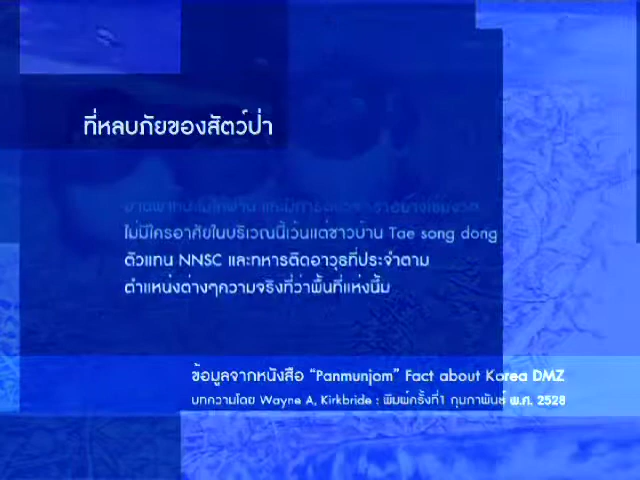 ที่หลบภัยของสัตว์ป่า
ไม่มีใครอาศัยในบริเวณนี้เว้นแต่ชาวบ้าน Tae song dong
ตัวแทน NNSC และทหารติดอาวุธที่ประจำตาม
ตำแหน่งต่างๆความจริงที่ว่าพื้นที่แห่งนี้ม
ข้อมูลจากหนังสือ “Panmunjom” Fact about Korea DMZ
บทความโดย Wayne A. Kirkbride : พิมพ์ครั้งที่1 กุมภาพันธ์ พ.ศ. 2528